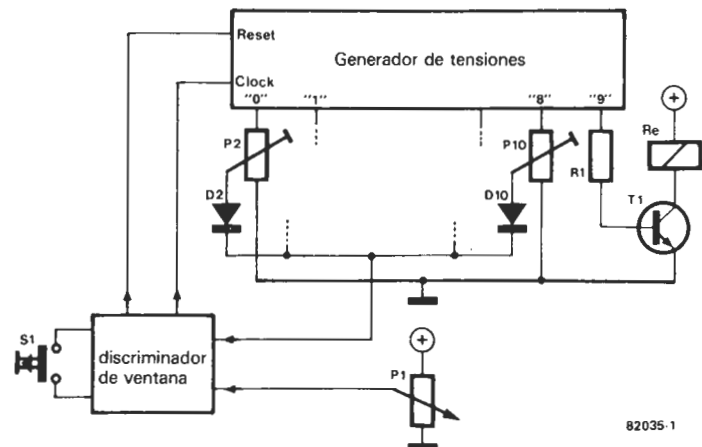 Reset
Generador de tensiones
Clock
"0"
"1"
"8"
"9"
P2
P10
R1
Re
D2
D10
T1
S1
discriminador
de ventana
P1
82035-1